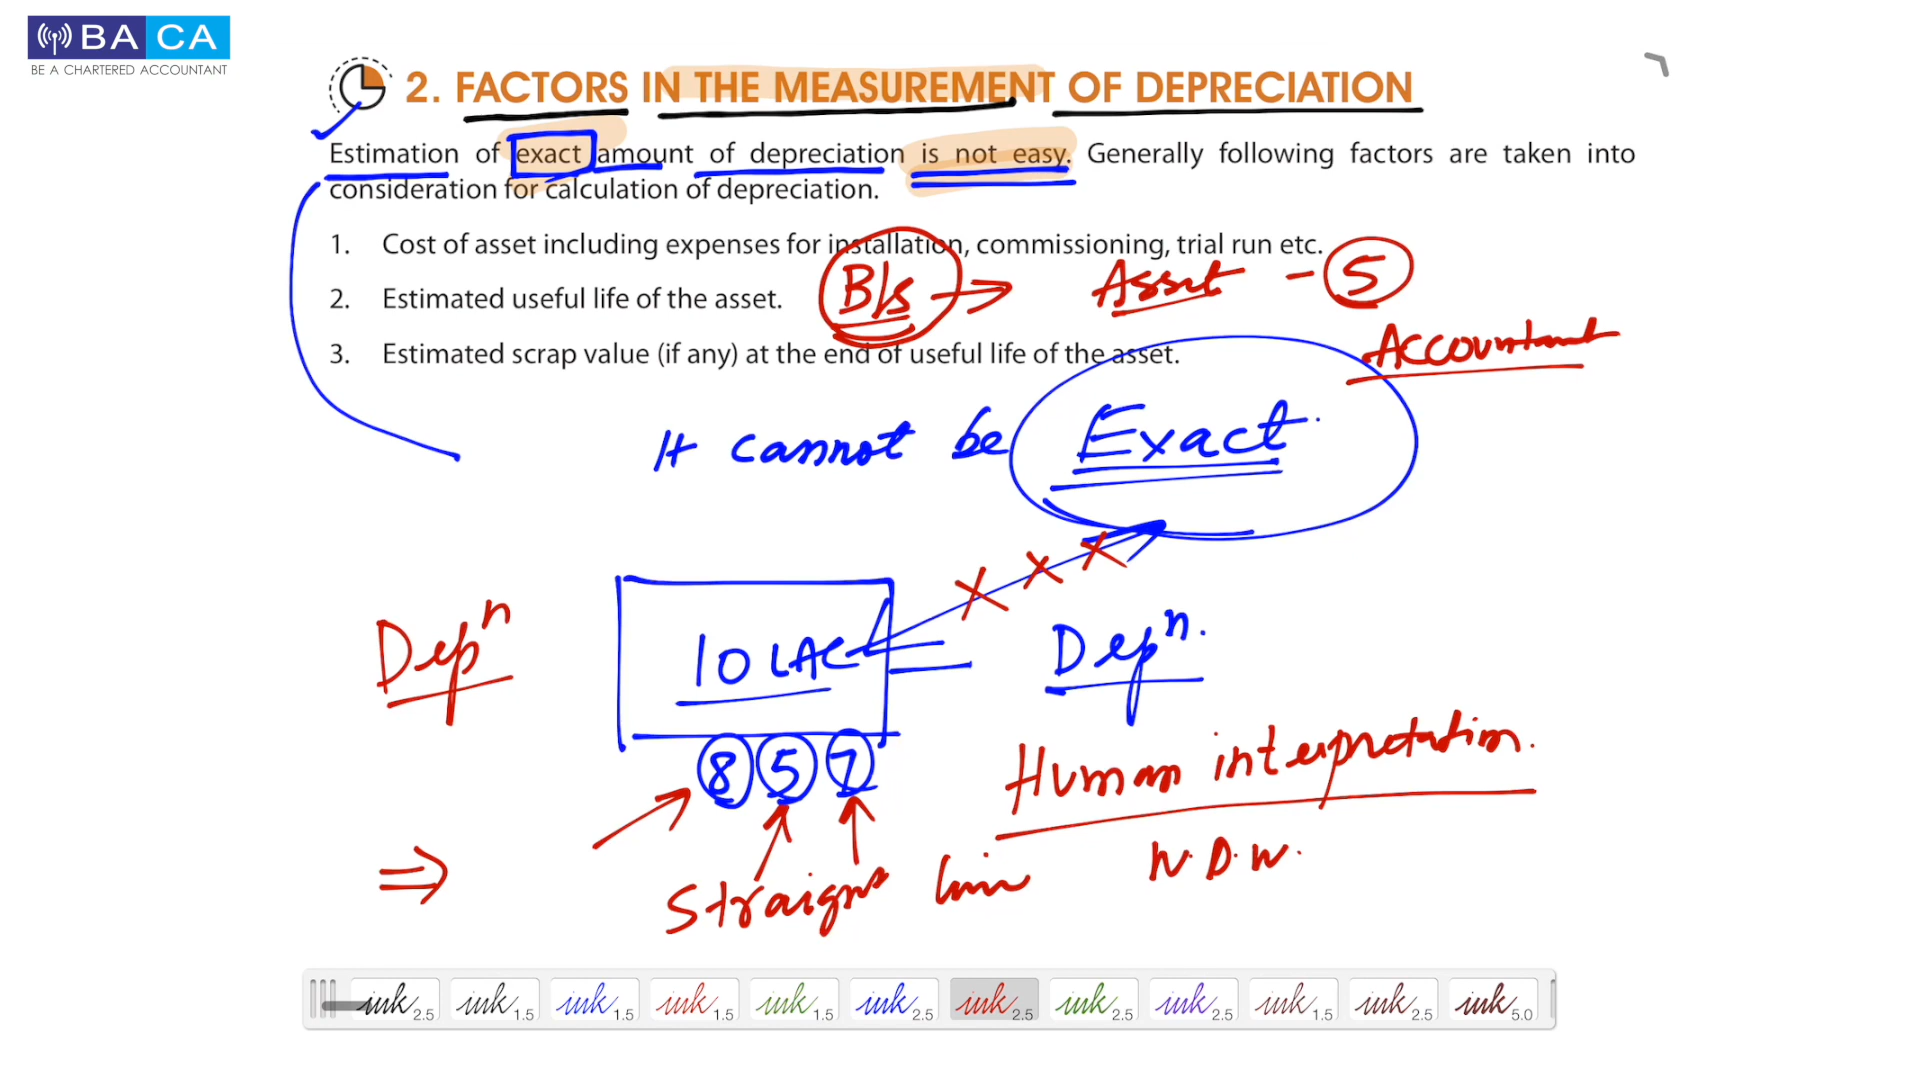 BA CA
BE A CHARTERED ACCOUNTANT
2. FACTORS IN THE MEASUREMENT OF DEPRECIATION
Estimation of exact amount of depreciation is not easy. Generally following factors are taken into
consideration for calculation of depreciation.
1. Cost of asset including expenses for installation, commissioning, trial run etc.
B/s → Asset - 5
2. Estimated useful life of the asset.
Accountant
3. Estimated scrap value (if any) at the end of useful life of the asset.
It cannot be Exact
Depn 10 LAC Depn.
8 5 7
Human interpretation.
⇒ Straight line W.D.W.
ink 2.5 ink 1.5 ink 1.5 ink 1.5 ink 1.5 ink 2.5 ink 2.5 ink 2.5 ink 2.5 ink 1.5 ink 2.5 ink 5.0